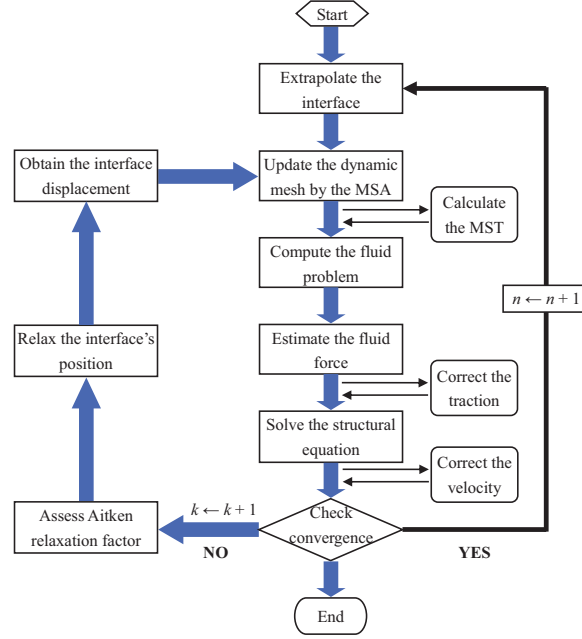 Start
Extrapolate the
interface
Obtain the interface
displacement
Update the dynamic
mesh by the MSA
Calculate
the MST
Compute the fluid
problem
n ← n + 1
Relax the interface's
position
Estimate the fluid
force
Correct the
traction
Solve the structural
equation
Correct the
velocity
Assess Aitken
relaxation factor
k ← k + 1
NO
Check
convergence
YES
End